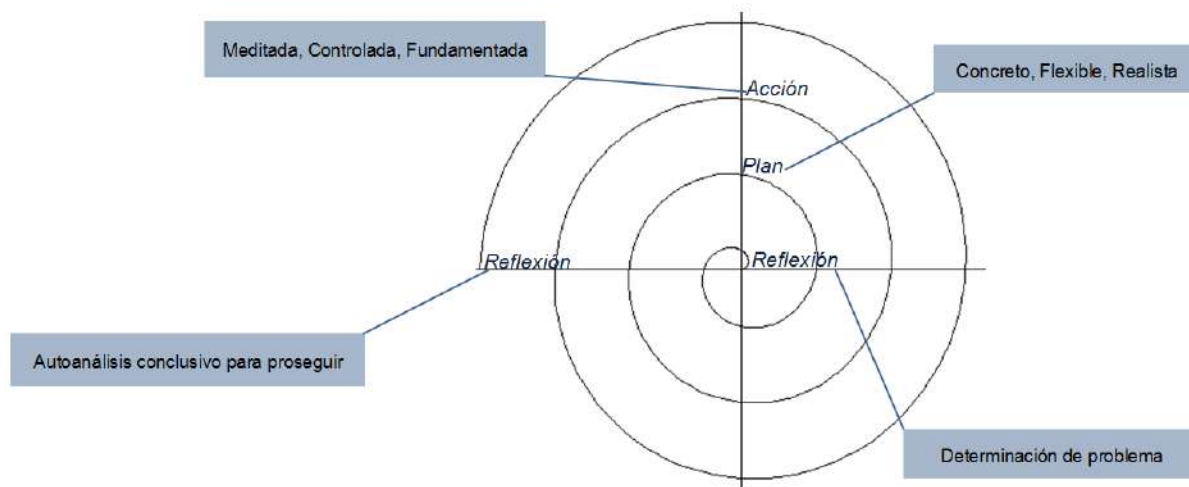 Meditada, Controlada, Fundamentada
Concreto, Flexible, Realista
Acción
Plan
Reflexión
Reflexión
Autoanálisis conclusivo para proseguir
Determinación de problema